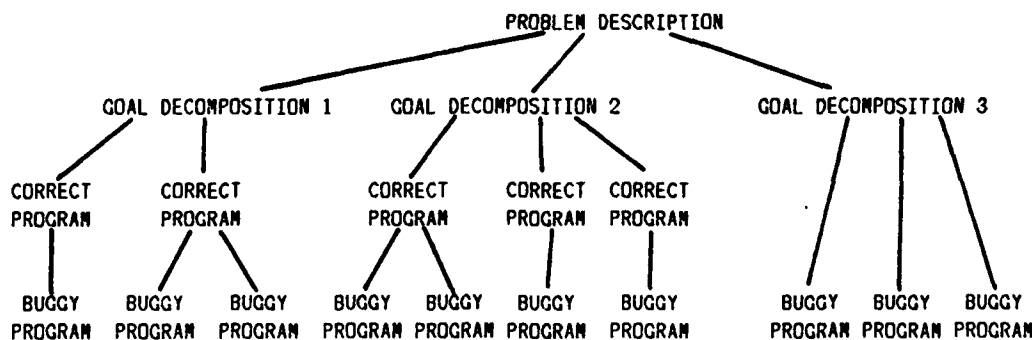 PROBLEM DESCRIPTION
GOAL DECOMPOSITION 1 GOAL DECOMPOSITION 2 GOAL DECOMPOSITION 3
CORRECT CORRECT CORRECT CORRECT CORRECT
PROGRAM PROGRAM PROGRAM PROGRAM PROGRAM
BUGGY BUGGY BUGGY BUGGY BUGGY BUGGY BUGGY BUGGY BUGGY BUGGY
PROGRAM PROGRAM PROGRAM PROGRAM PROGRAM PROGRAM PROGRAM PROGRAM PROGRAM PROGRAM